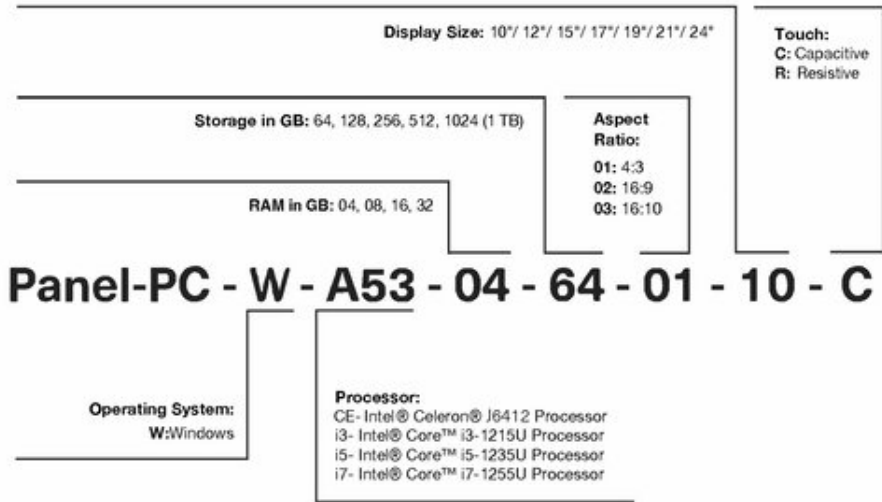 Display Size: 10"/ 12"/ 15"/ 17"/ 19"/ 21"/ 24"
Touch:
C: Capacitive
R: Resistive
Storage in GB: 64, 128, 256, 512, 1024 (1 TB)
Aspect
Ratio:
01: 4:3
02: 16:9
03: 16:10
RAM in GB: 04, 08, 16, 32
Panel-PC - W - A53 - 04 - 64 - 01 - 10 - C
Operating System:
W:Windows
Processor:
CE- Intel® Celeron® J6412 Processor
i3- Intel® Core™ i3-1215U Processor
i5- Intel® Core™ i5-1235U Processor
i7- Intel® Core™ i7-1255U Processor